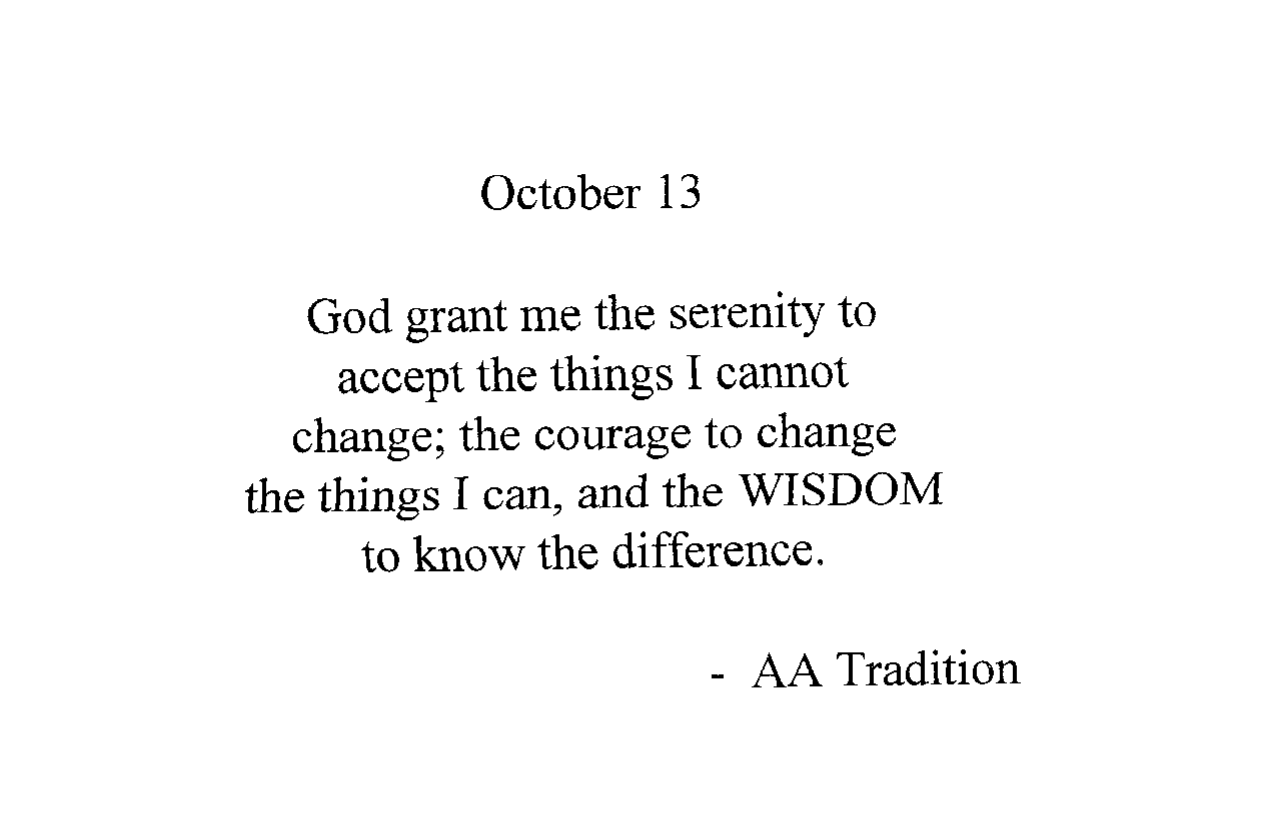 October 13
God grant me the serenity to
accept the things I cannot
change; the courage to change
the things I can, and the WISDOM
to know the difference.
- AA Tradition